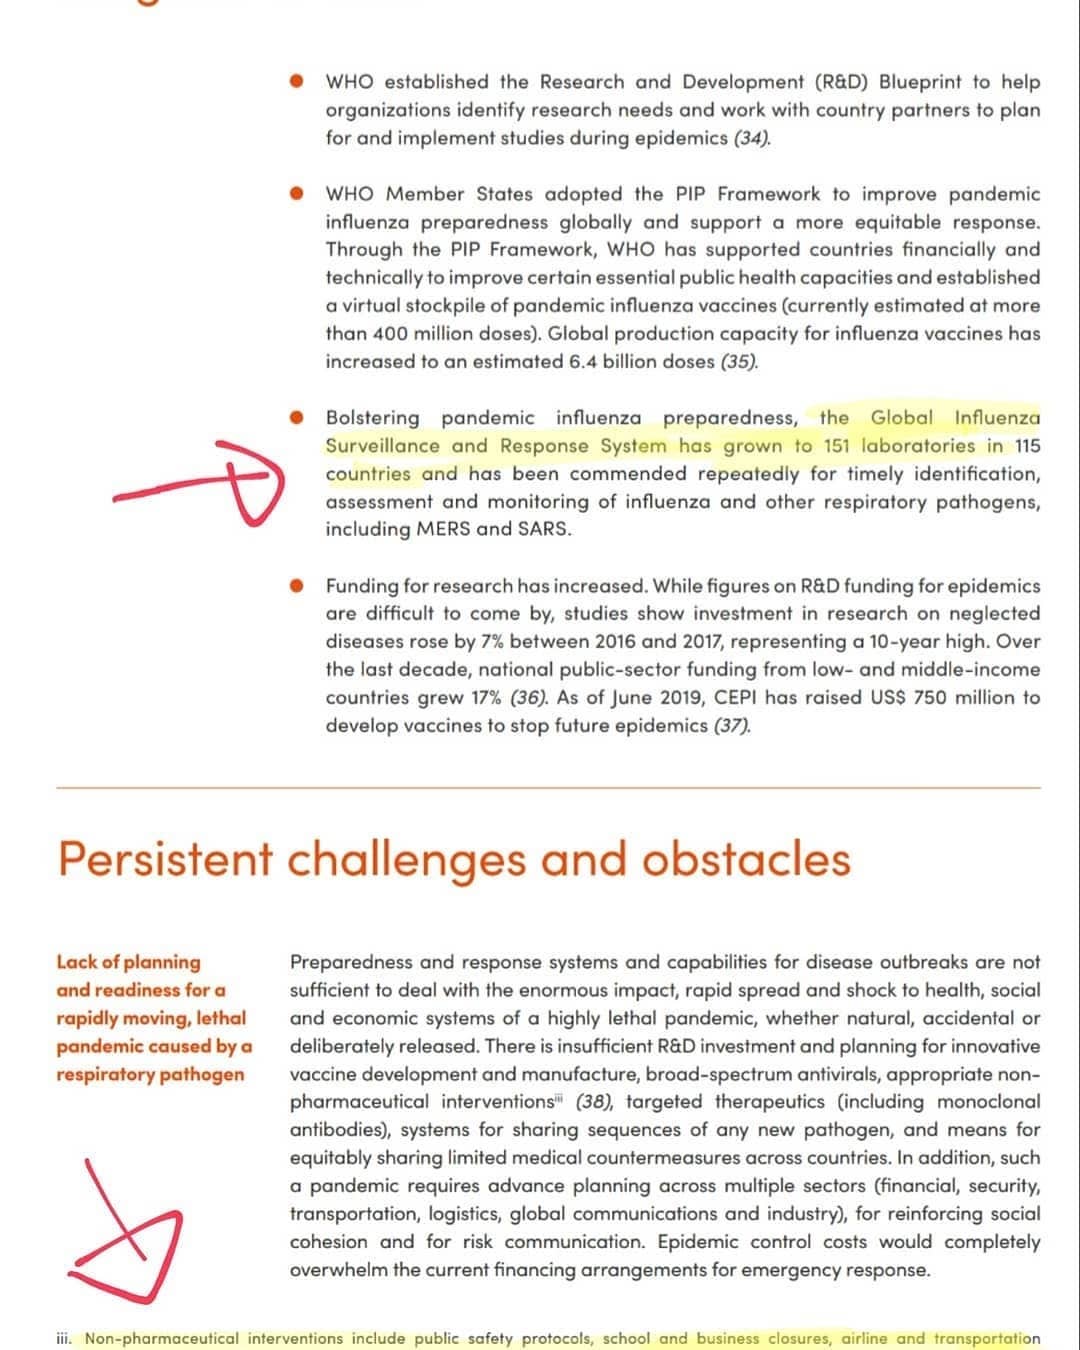 WHO established the Research and Development (R&D) Blueprint to help
organizations identify research needs and work with country partners to plan
for and implement studies during epidemics (34).
WHO Member States adopted the PIP Framework to improve pandemic
influenza preparedness globally and support a more equitable response.
Through the PIP Framework, WHO has supported countries financially and
technically to improve certain essential public health capacities and established
a virtual stockpile of pandemic influenza vaccines (currently estimated at more
than 400 million doses). Global production capacity for influenza vaccines has
increased to an estimated 6.4 billion doses (35).
Bolstering pandemic influenza preparedness, the Global Influenza
Surveillance and Response System has grown to 151 laboratories in 115
countries and has been commended repeatedly for timely identification,
assessment and monitoring of influenza and other respiratory pathogens,
including MERS and SARS.
Funding for research has increased. While figures on R&D funding for epidemics
are difficult to come by, studies show investment in research on neglected
diseases rose by 7% between 2016 and 2017, representing a 10-year high. Over
the last decade, national public-sector funding from low- and middle-income
countries grew 17% (36). As of June 2019, CEPI has raised US$ 750 million to
develop vaccines to stop future epidemics (37).
Persistent challenges and obstacles
Lack of planning
and readiness for a
rapidly moving, lethal
pandemic caused by a
respiratory pathogen
Preparedness and response systems and capabilities for disease outbreaks are not
sufficient to deal with the enormous impact, rapid spread and shock to health, social
and economic systems of a highly lethal pandemic, whether natural, accidental or
deliberately released. There is insufficient R&D investment and planning for innovative
vaccine development and manufacture, broad-spectrum antivirals, appropriate non-
pharmaceutical interventionsiii (38), targeted therapeutics (including monoclonal
antibodies), systems for sharing sequences of any new pathogen, and means for
equitably sharing limited medical countermeasures across countries. In addition, such
a pandemic requires advance planning across multiple sectors (financial, security,
transportation, logistics, global communications and industry), for reinforcing social
cohesion and for risk communication. Epidemic control costs would completely
overwhelm the current financing arrangements for emergency response.
iii. Non-pharmaceutical interventions include public safety protocols, school and business closures, airline and transportation